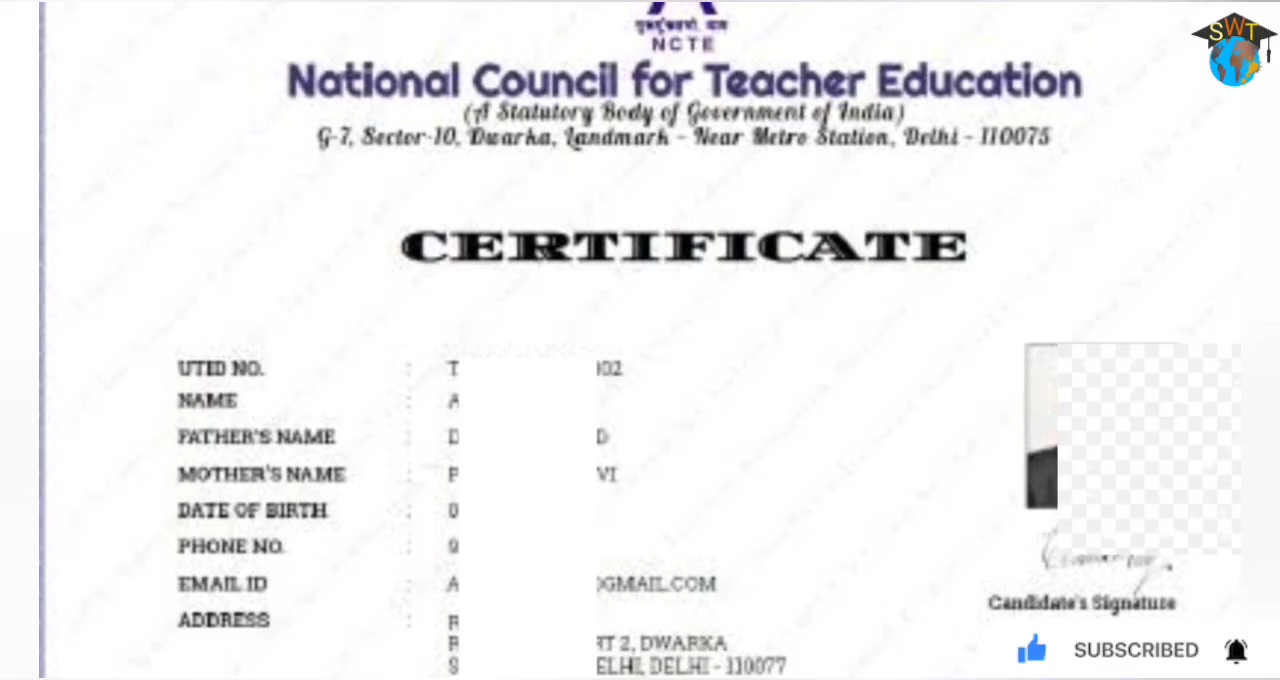 SWT
NCTE
National Council for Teacher Education
(A Statutory Body of Government of India)
G-7, Sector-10, Dwarka, Landmark - Near Metro Station, Delhi - 110075
CERTIFICATE
UTID NO. : T 002
NAME : A
FATHER'S NAME : D D
MOTHER'S NAME : P VI
DATE OF BIRTH : 0
PHONE NO. : 9
EMAIL ID : A @GMAIL.COM
ADDRESS : R
R RT 2, DWARKA
S ELHI, DELHI - 110077
Candidate's Signature
SUBSCRIBED